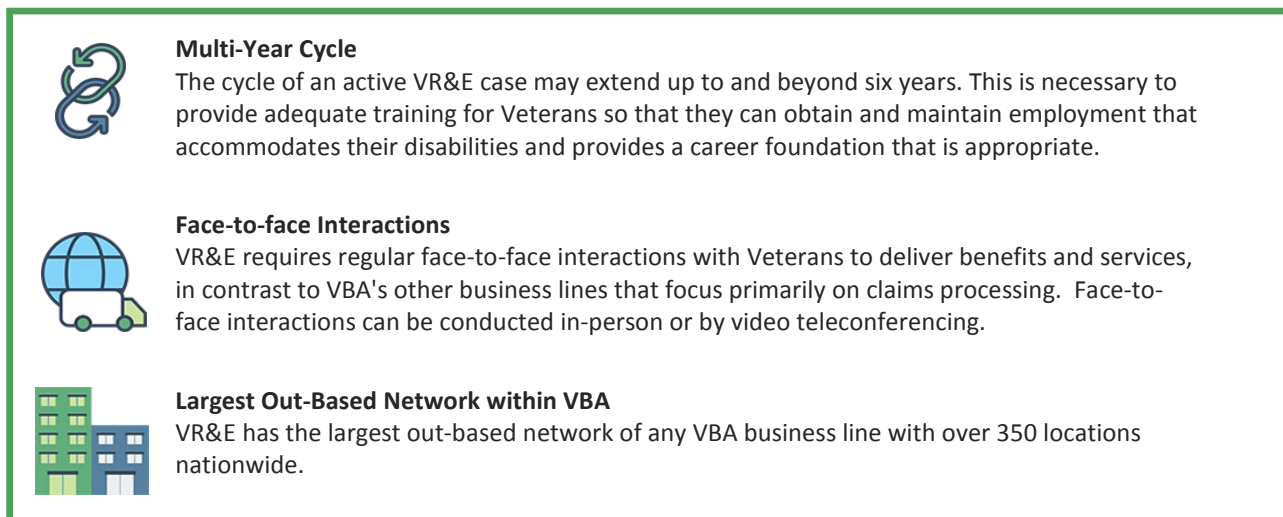 Multi-Year Cycle
The cycle of an active VR&E case may extend up to and beyond six years. This is necessary to
provide adequate training for Veterans so that they can obtain and maintain employment that
accommodates their disabilities and provides a career foundation that is appropriate.
Face-to-face Interactions
VR&E requires regular face-to-face interactions with Veterans to deliver benefits and services,
in contrast to VBA's other business lines that focus primarily on claims processing.  Face-to-
face interactions can be conducted in-person or by video teleconferencing.
Largest Out-Based Network within VBA
VR&E has the largest out-based network of any VBA business line with over 350 locations
nationwide.